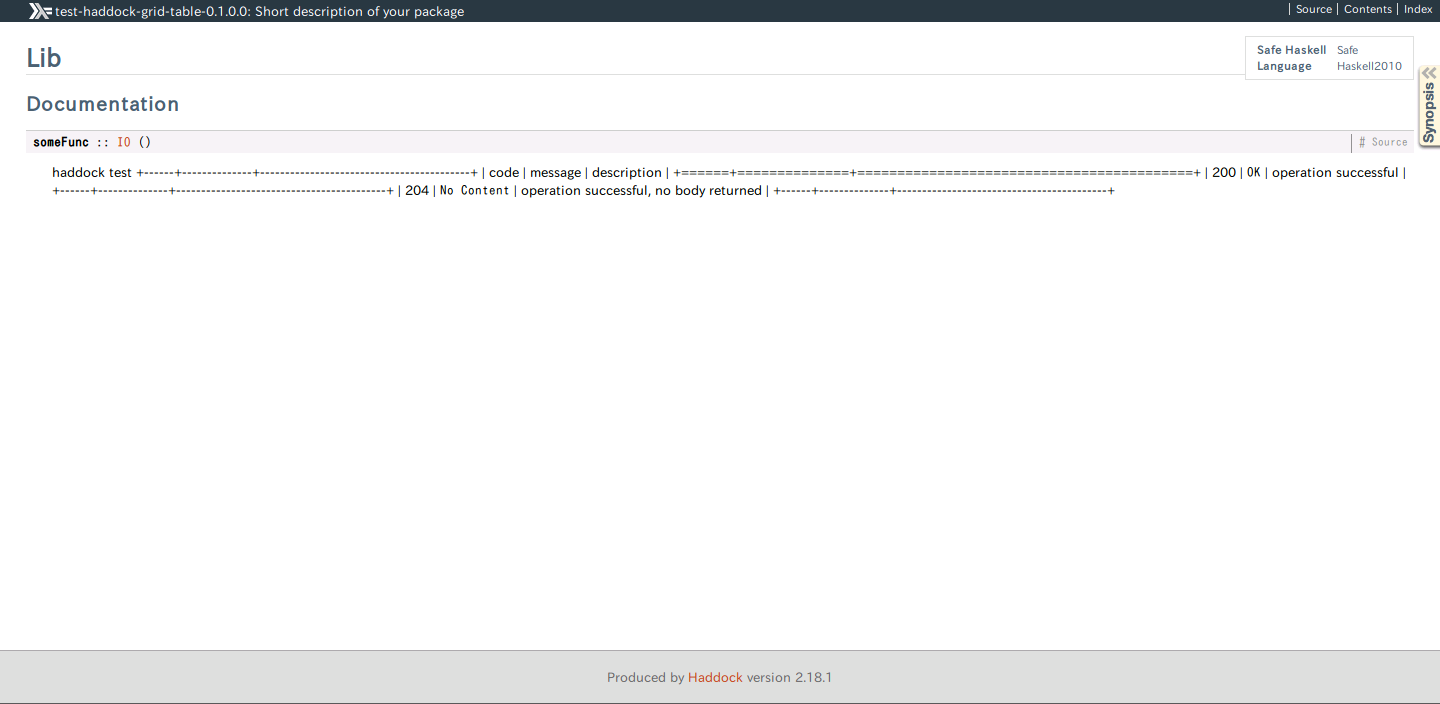 test-haddock-grid-table-0.1.0.0: Short description of your package
| Source | Contents | Index
Lib
Safe Haskell Safe
Language Haskell2010
Synopsis
Documentation
someFunc :: IO ()
# Source
haddock test +------+--------------+------------------------------------------+ | code | message | description | +======+==============+==========================================+ | 200 | OK | operation successful |
+------+--------------+------------------------------------------+ | 204 | No Content | operation successful, no body returned | +------+--------------+------------------------------------------+
Produced by Haddock version 2.18.1